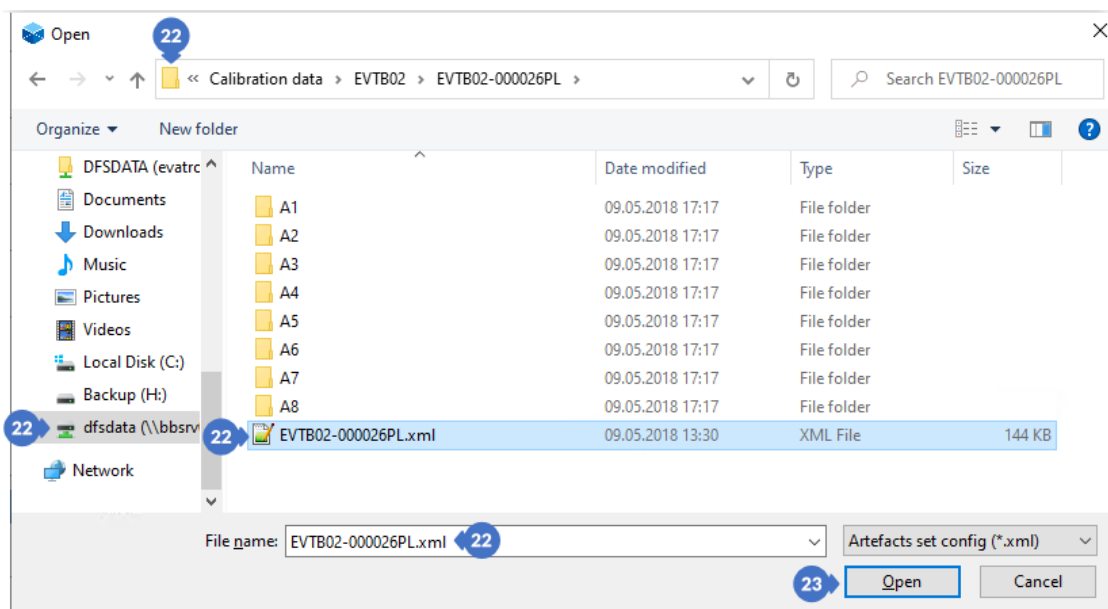 Open
22
22
« Calibration data > EVTB02 > EVTB02-000026PL >
Search EVTB02-000026PL
Organize
New folder
?
DFSDATA (evatrc
Documents
Downloads
Music
Pictures
Videos
Local Disk (C:)
Backup (H:)
22 dfsdata (\\bbsrv
Network
Name Date modified Type Size
A1 09.05.2018 17:17 File folder
A2 09.05.2018 17:17 File folder
A3 09.05.2018 17:17 File folder
A4 09.05.2018 17:17 File folder
A5 09.05.2018 17:17 File folder
A6 09.05.2018 17:17 File folder
A7 09.05.2018 17:17 File folder
A8 09.05.2018 17:17 File folder
22 EVTB02-000026PL.xml 09.05.2018 13:30 XML File 144 KB
File name: EVTB02-000026PL.xml 22 Artefacts set config (*.xml)
23 Open Cancel